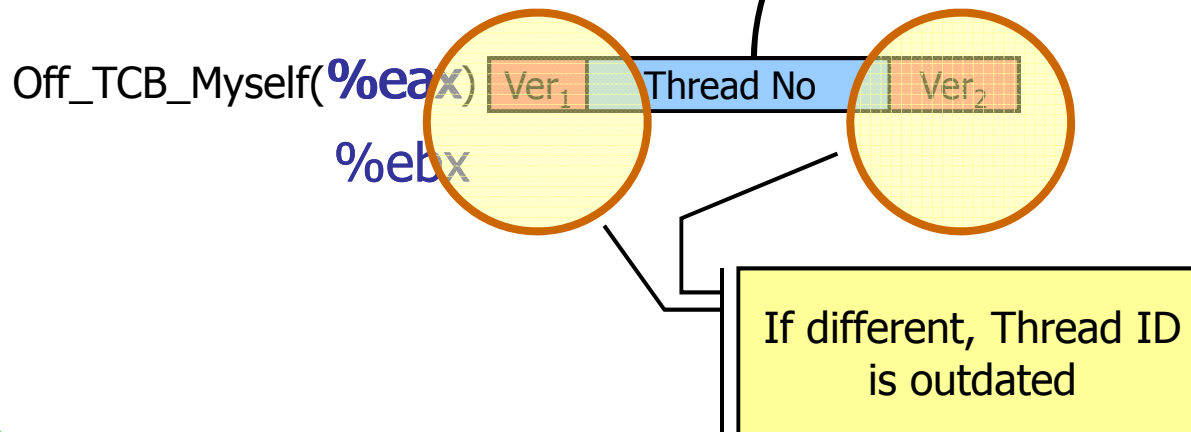 Off_TCB_Myself(%eax) Ver₁ Thread No Ver₂
%ebx
If different, Thread ID
is outdated